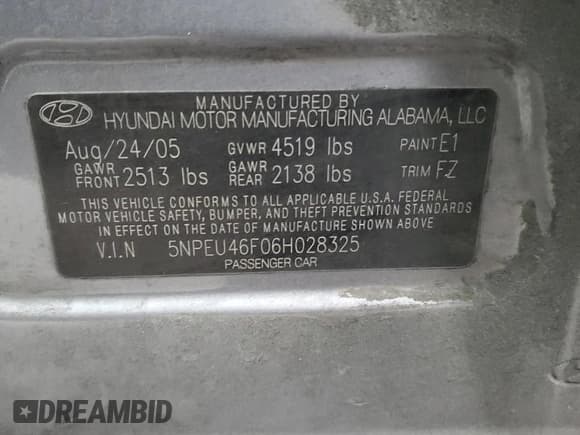 MANUFACTURED BY
HYUNDAI MOTOR MANUFACTURING ALABAMA, LLC
Aug/24/05 GVWR 4519 lbs PAINT E1
GAWR FRONT 2513 lbs GAWR REAR 2138 lbs TRIM FZ
THIS VEHICLE CONFORMS TO ALL APPLICABLE U.S.A. FEDERAL
MOTOR VEHICLE SAFETY, BUMPER, AND THEFT PREVENTION STANDARDS
IN EFFECT ON THE DATE OF MANUFACTURE SHOWN ABOVE
V.I.N 5NPEU46F06H028325
PASSENGER CAR
DREAMBID